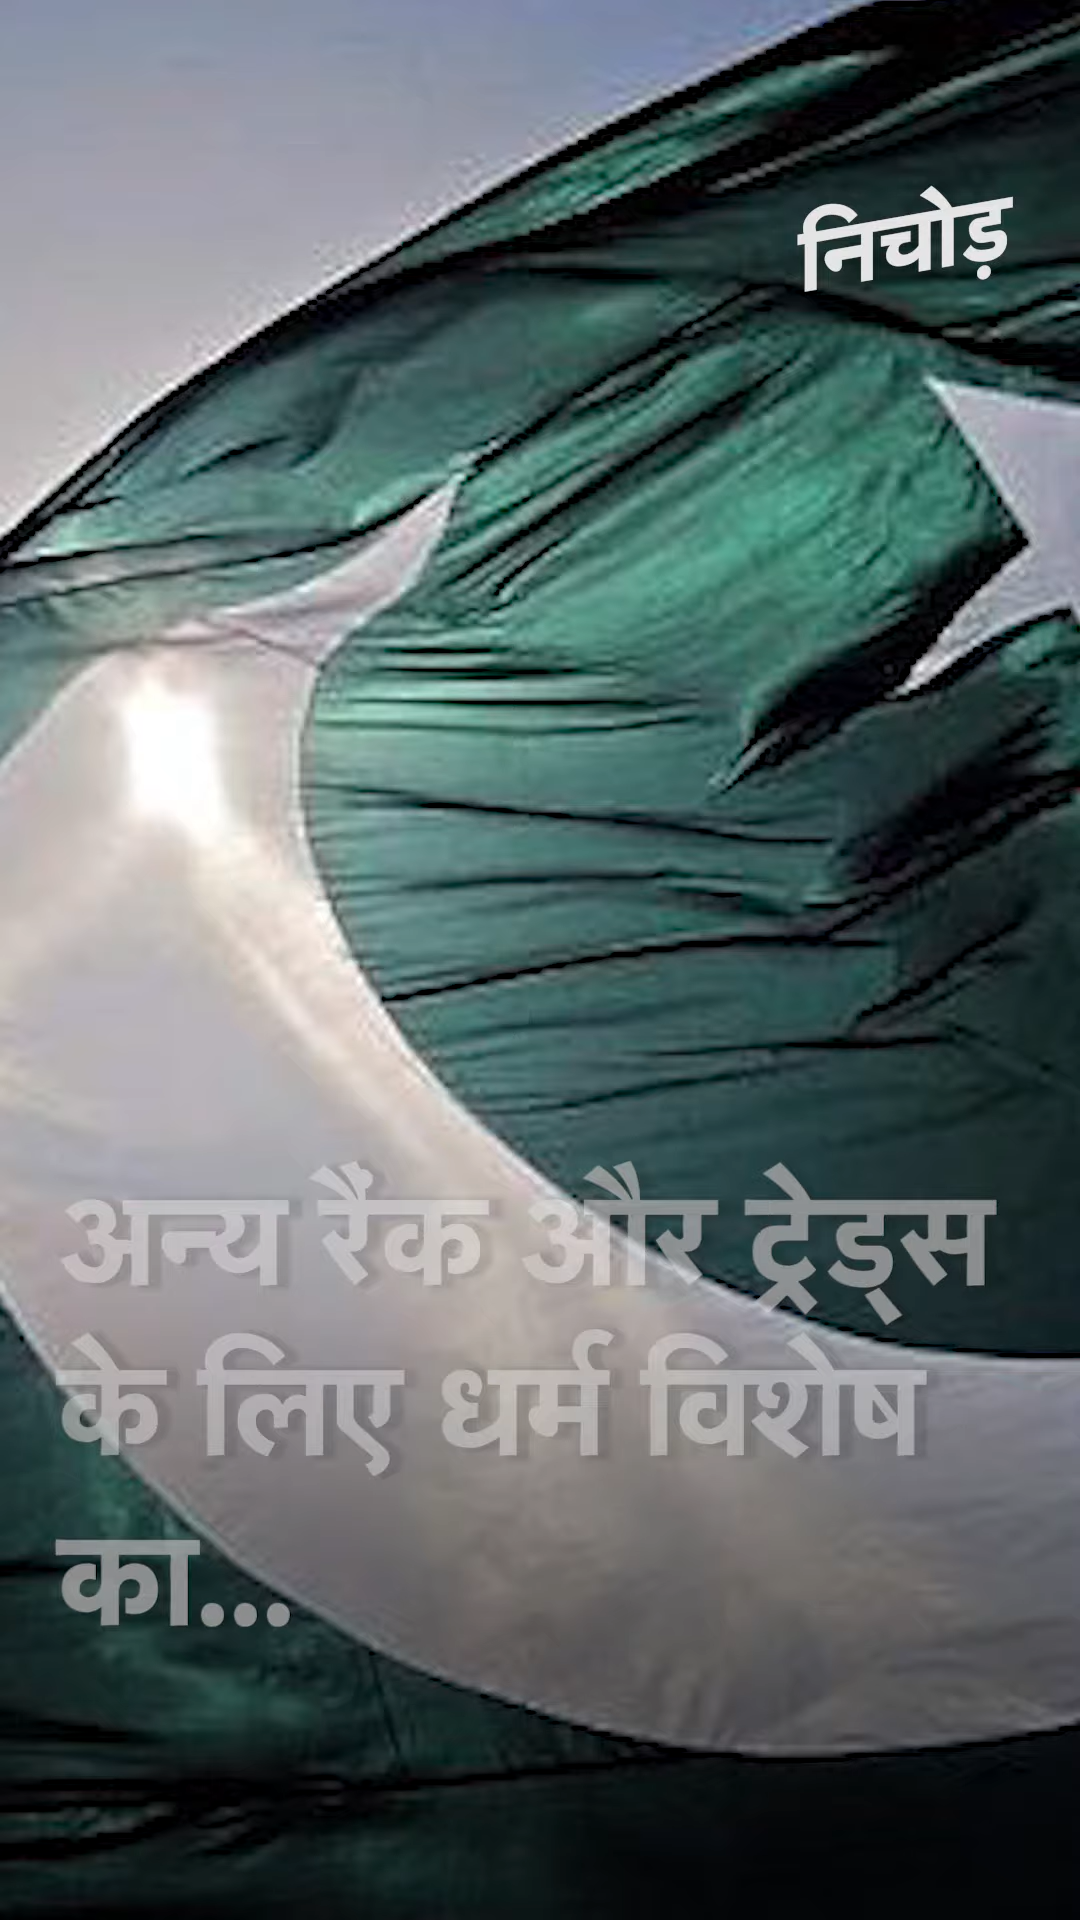 निचोड़
अन्य रैंक और ट्रेड्स
के लिए धर्म विशेष
का...